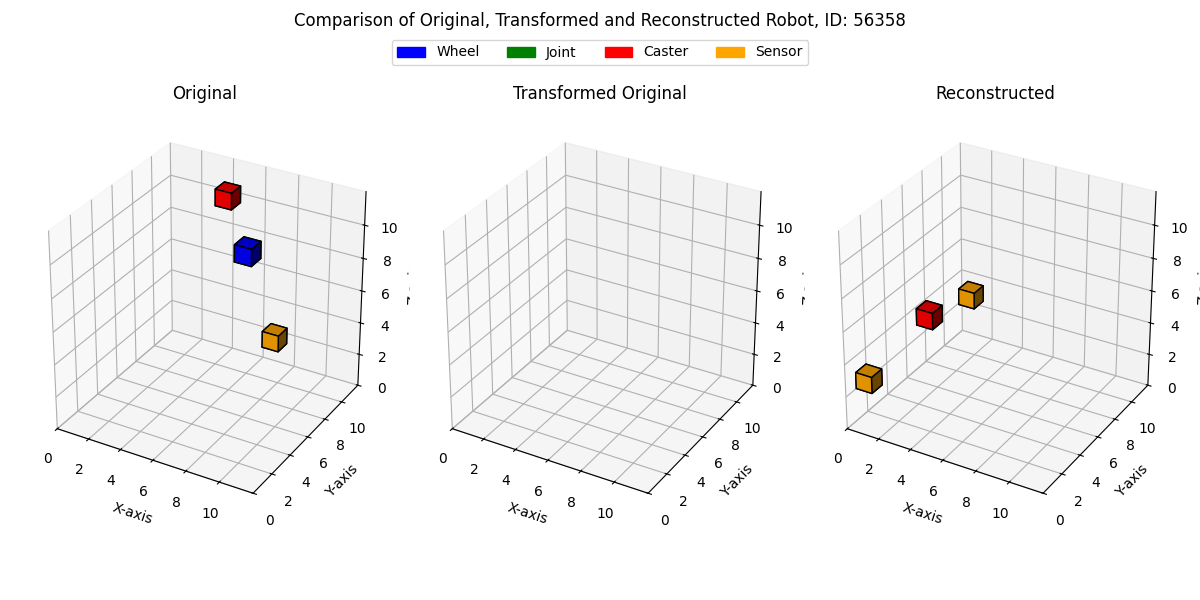 Comparison of Original, Transformed and Reconstructed Robot, ID: 56358
Wheel Joint Caster Sensor
Original
Transformed Original
Reconstructed
0 2 4 6 8 10
X-axis
0 2 4 6 8 10
Y-axis
0 2 4 6 8 10
0 2 4 6 8 10
X-axis
0 2 4 6 8 10
Y-axis
0 2 4 6 8 10
0 2 4 6 8 10
X-axis
0 2 4 6 8 10
Y-axis
0 2 4 6 8 10